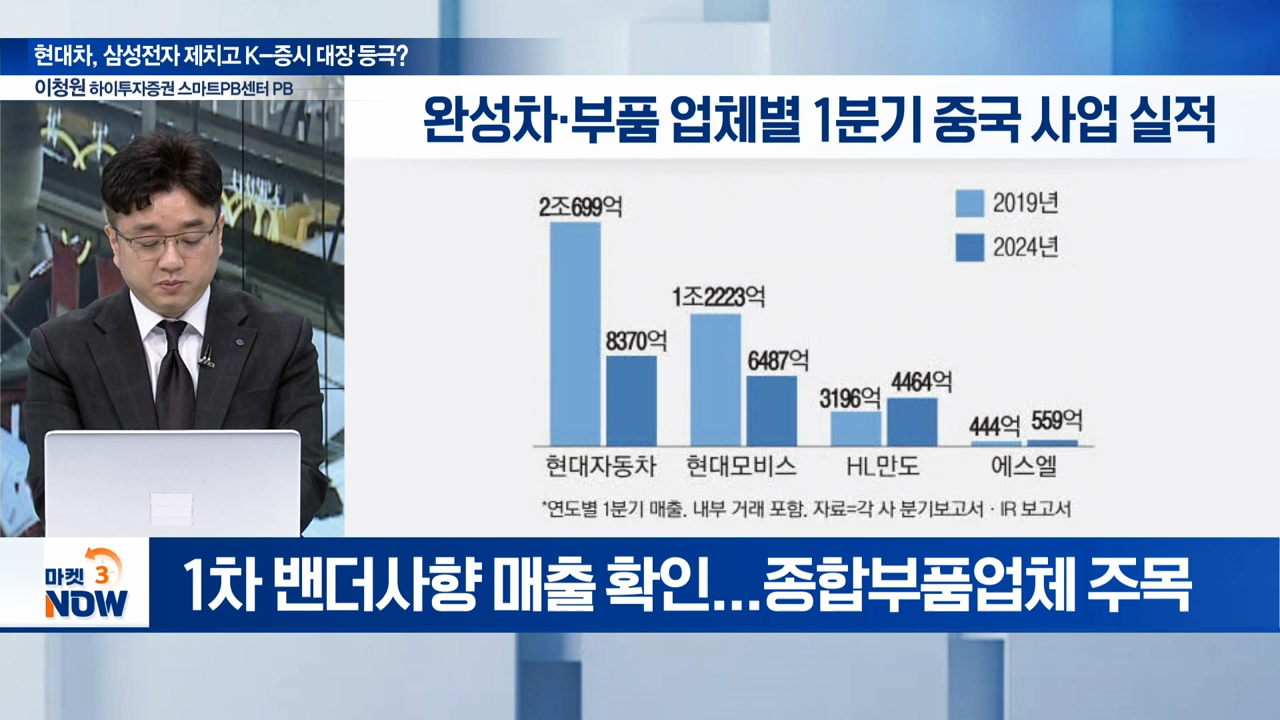 현대차, 삼성전자 제치고 K-증시 대장 등극?
이청원 하이투자증권 스마트PB센터 PB
완성차·부품 업체별 1분기 중국 사업 실적
2019년
2024년
2조699억
8370억
1조2223억
6487억
3196억
4464억
444억
559억
현대자동차 현대모비스 HL만도 에스엘
*연도별 1분기 매출. 내부 거래 포함. 자료=각 사 분기보고서·IR 보고서
마켓 3
NOW
1차 밴더사향 매출 확인...종합부품업체 주목